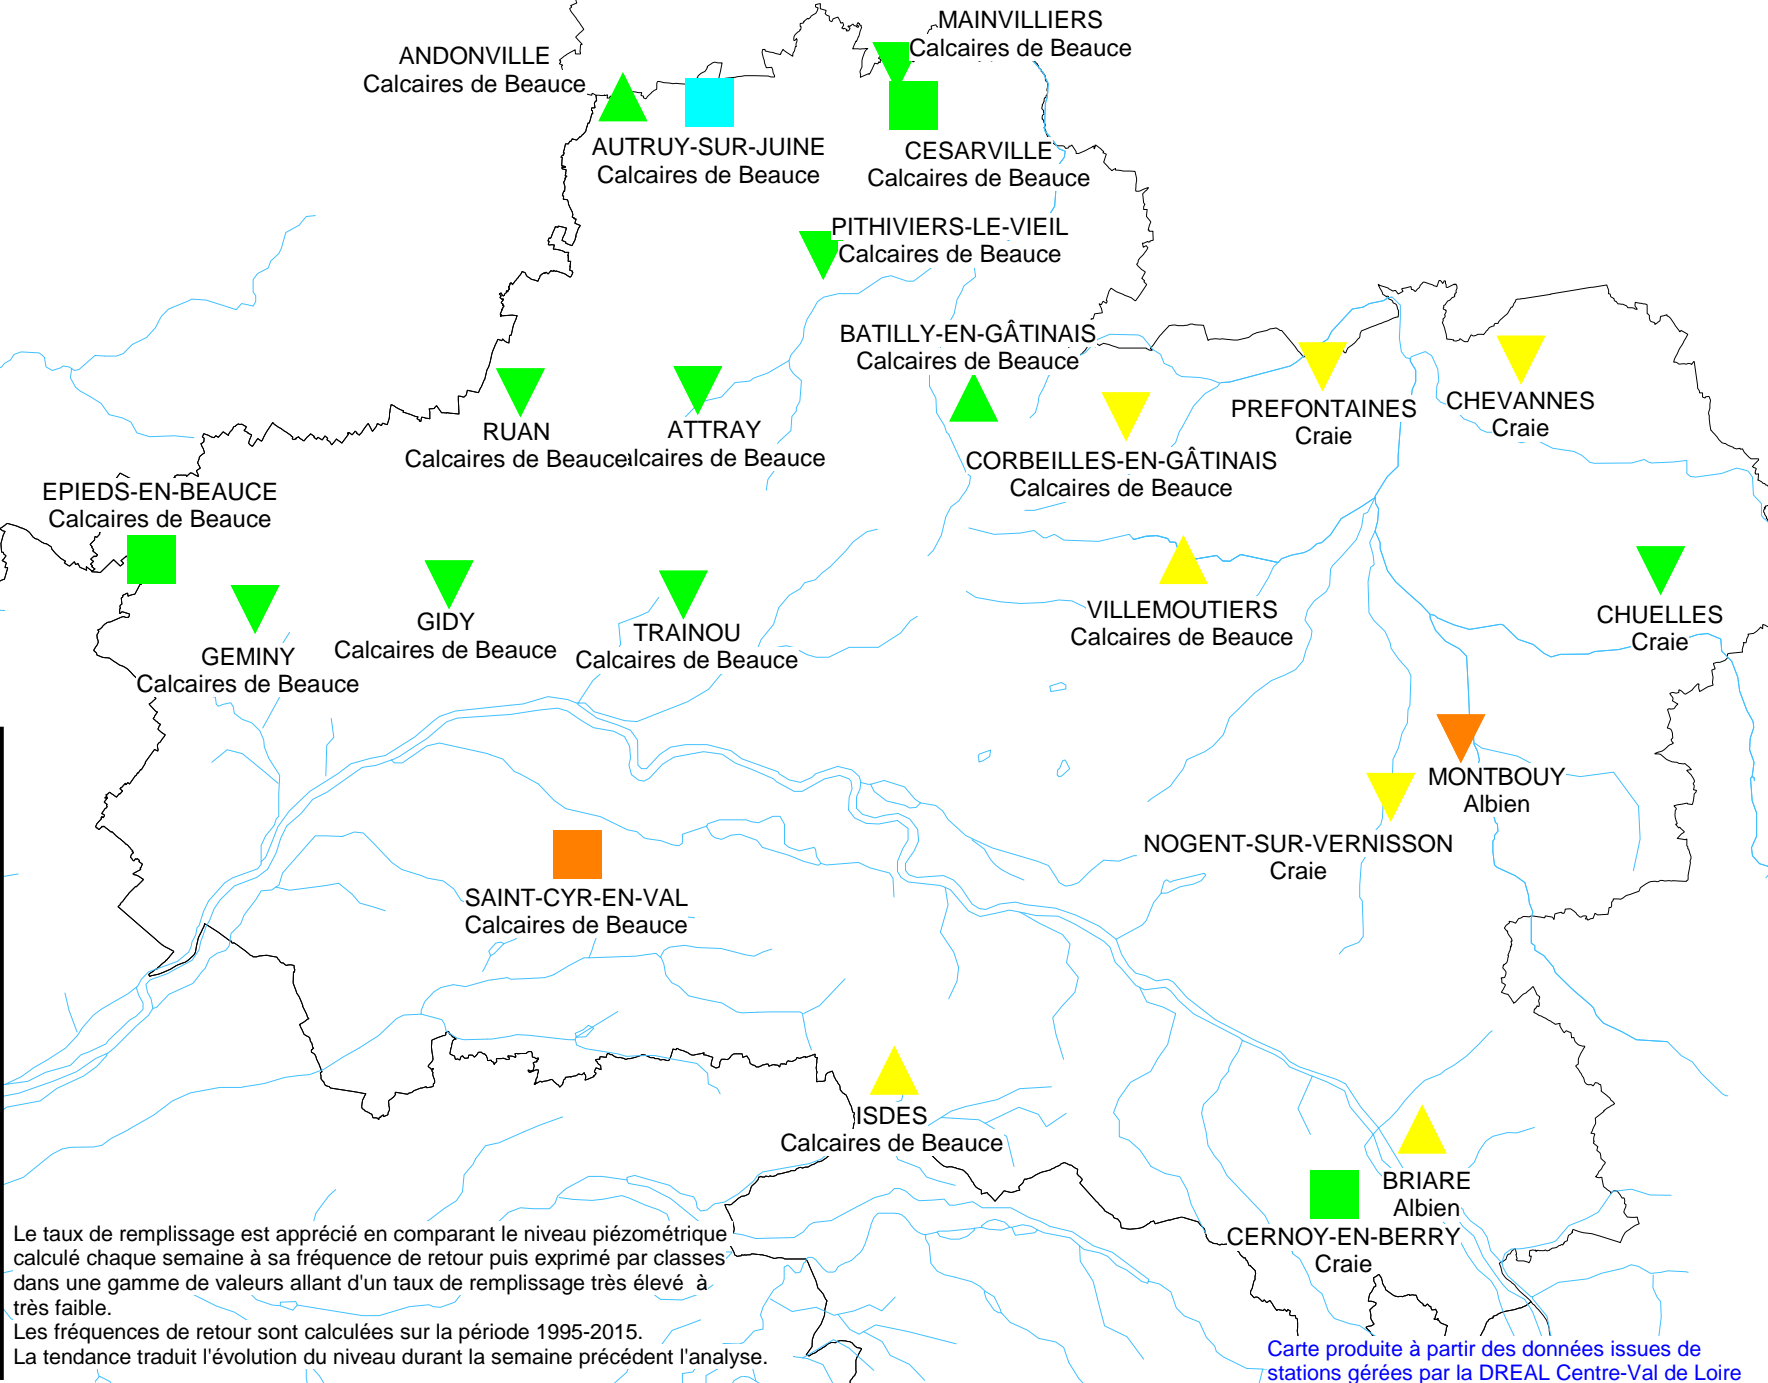 MAINVILLIERS
Calcaires de Beauce
ANDONVILLE
Calcaires de Beauce
AUTRUY-SUR-JUINE
Calcaires de Beauce
CESARVILLE
Calcaires de Beauce
PITHIVIERS-LE-VIEIL
Calcaires de Beauce
BATILLY-EN-GÂTINAIS
Calcaires de Beauce
PREFONTAINES
Craie
CHEVANNES
Craie
RUAN
Calcaires de Beauce
ATTRAY
alcaires de Beauce
CORBEILLES-EN-GÂTINAIS
Calcaires de Beauce
EPIEDS-EN-BEAUCE
Calcaires de Beauce
GEMINY
Calcaires de Beauce
GIDY
Calcaires de Beauce
TRAINOU
Calcaires de Beauce
VILLEMOUTIERS
Calcaires de Beauce
CHUELLES
Craie
MONTBOUY
Albien
NOGENT-SUR-VERNISSON
Craie
SAINT-CYR-EN-VAL
Calcaires de Beauce
ISDES
Calcaires de Beauce
BRIARE
Albien
CERNOY-EN-BERRY
Craie
Le taux de remplissage est apprécié en comparant le niveau piézométrique
calculé chaque semaine à sa fréquence de retour puis exprimé par classes
dans une gamme de valeurs allant d'un taux de remplissage très élevé à
très faible.
Les fréquences de retour sont calculées sur la période 1995-2015.
La tendance traduit l'évolution du niveau durant la semaine précédent l'analyse.
Carte produite à partir des données issues de
stations gérées par la DREAL Centre-Val de Loire